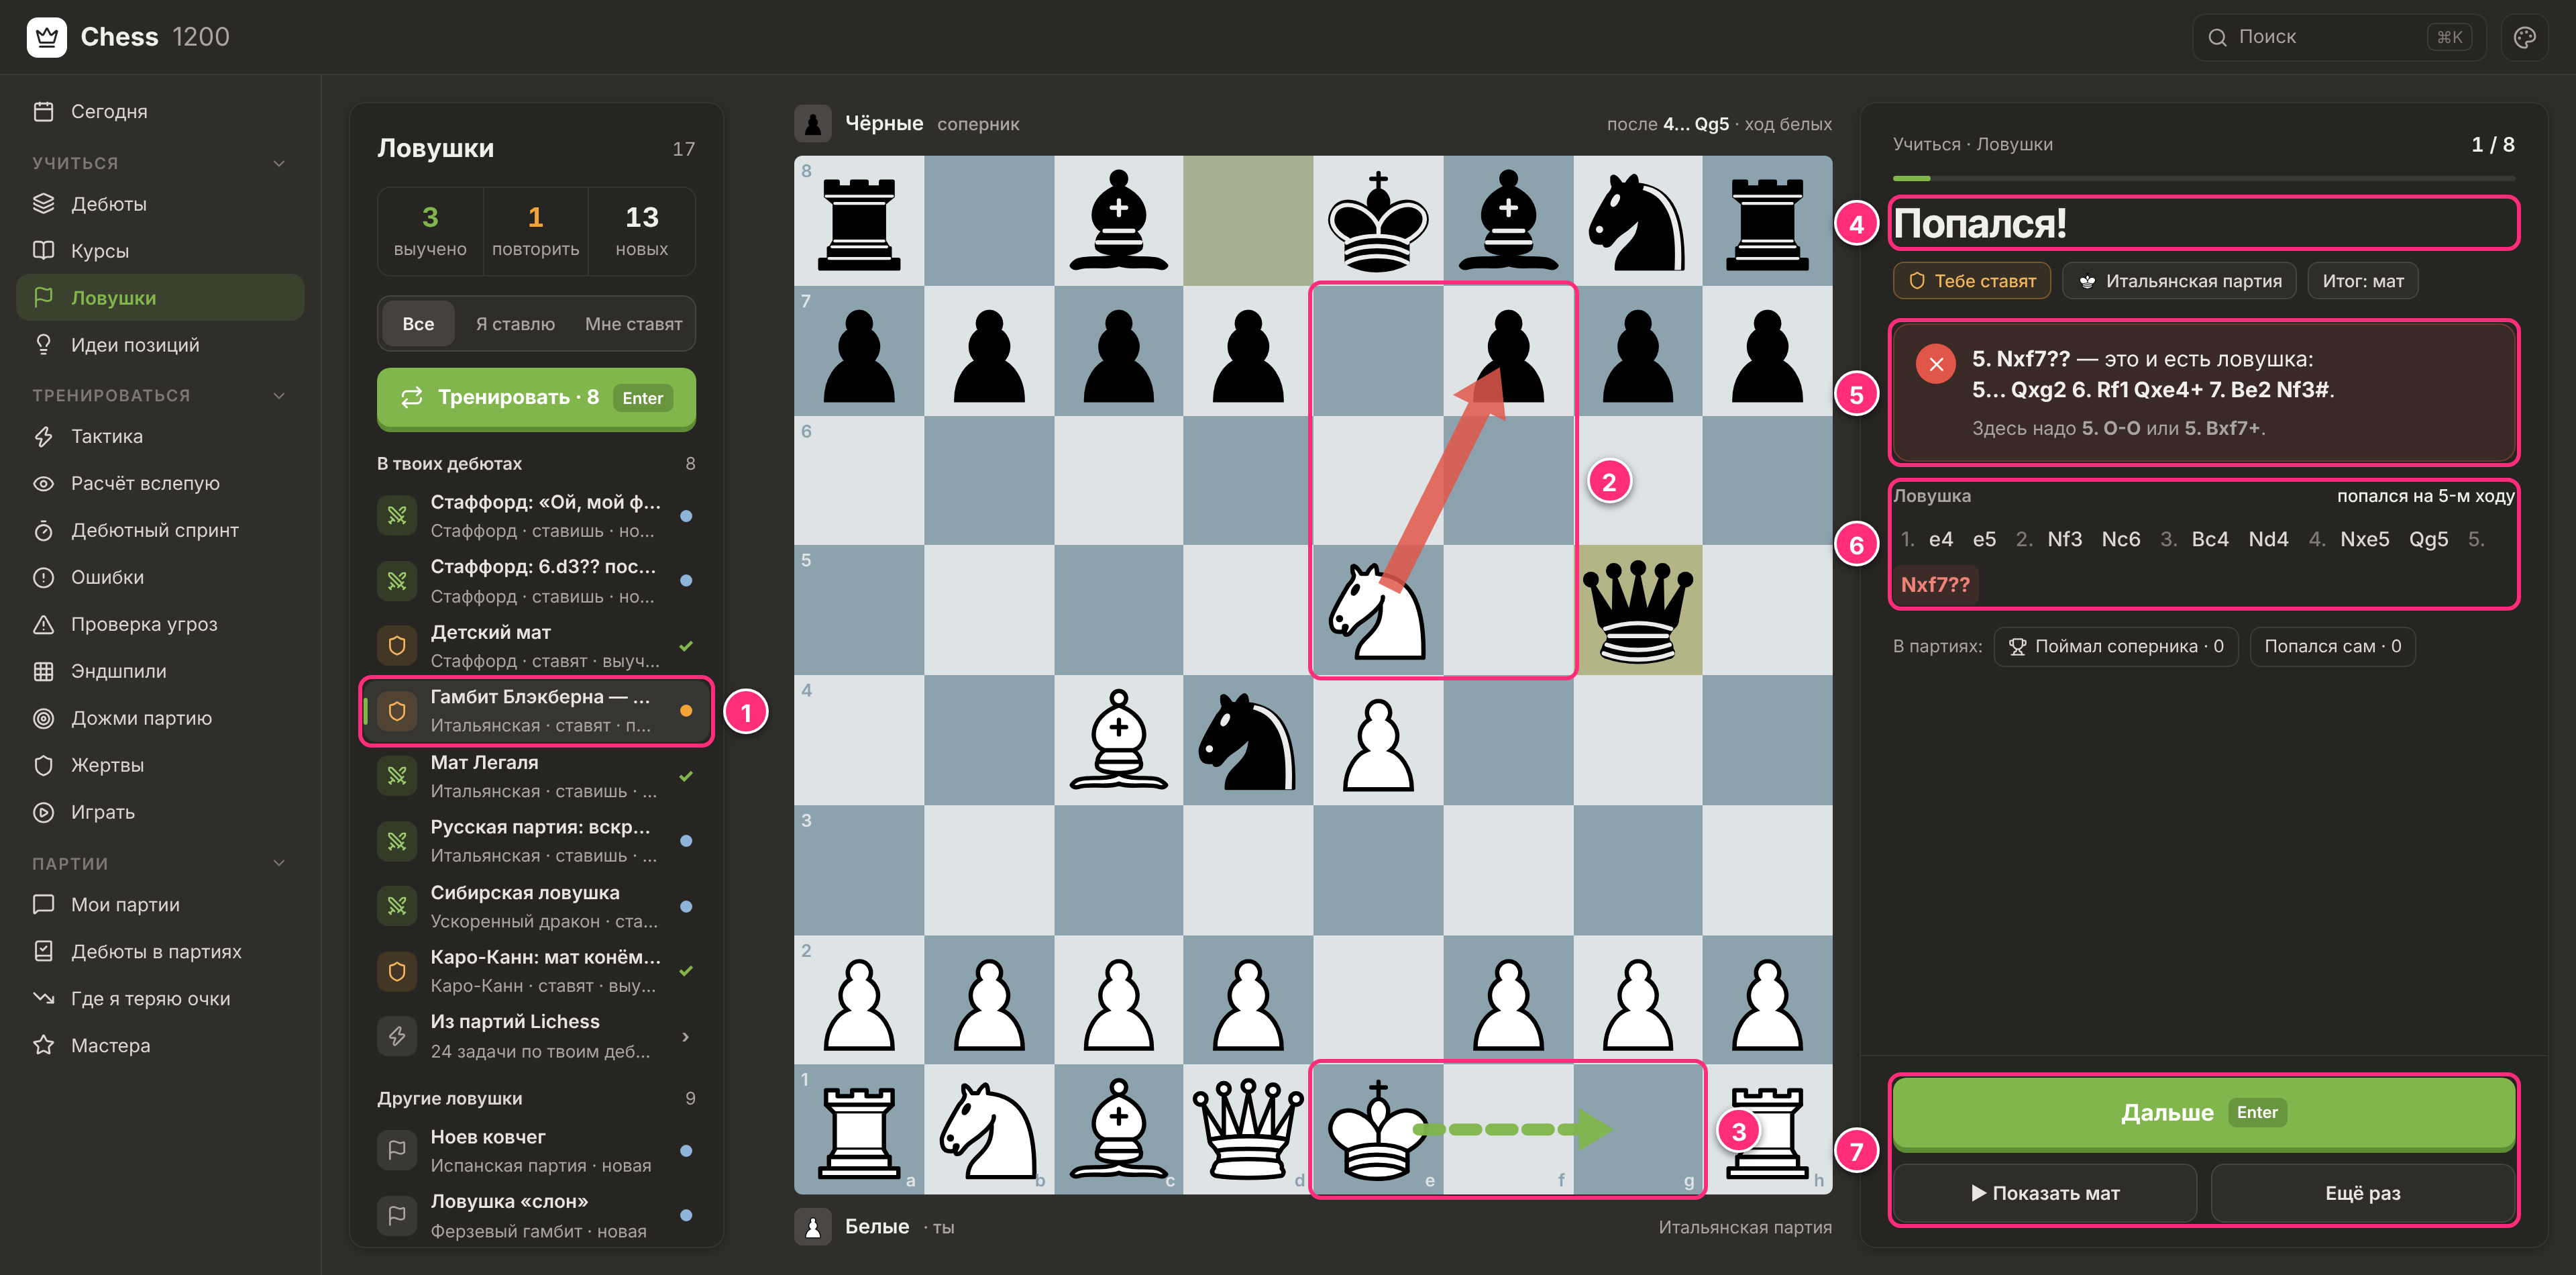 Chess 1200
Поиск ⌘K
Сегодня
УЧИТЬСЯ
Дебюты
Курсы
Ловушки
Идеи позиций
ТРЕНИРОВАТЬСЯ
Тактика
Расчёт вслепую
Дебютный спринт
Ошибки
Проверка угроз
Эндшпили
Дожми партию
Жертвы
Играть
ПАРТИИ
Мои партии
Дебюты в партиях
Где я теряю очки
Мастера
Ловушки 17
3 1 13
выучено повторить новых
Все Я ставлю Мне ставят
Тренировать · 8 Enter
В твоих дебютах 8
Стаффорд: «Ой, мой ф...
Стаффорд · ставишь · но...
Стаффорд: 6.d3?? пос...
Стаффорд · ставишь · но...
Детский мат
Стаффорд · ставят · выуч...
Гамбит Блэкберна — ...
Итальянская · ставят · п...
1
Мат Легаля
Итальянская · ставишь · ...
Русская партия: вскр...
Итальянская · ставишь · ...
Сибирская ловушка
Ускоренный дракон · ста...
Каро-Канн: мат конём...
Каро-Канн · ставят · выу...
Из партий Lichess
24 задачи по твоим деб...
Другие ловушки 9
Ноев ковчег
Испанская партия · новая
Ловушка «слон»
Ферзевый гамбит · новая
Чёрные соперник
после 4... Qg5 · ход белых
8
7
6
2
5
4
3
2
1
3
a b c d e f g h
Белые · ты
Итальянская партия
Учиться · Ловушки 1 / 8
4
Попался!
Тебе ставят Итальянская партия Итог: мат
5
5. Nxf7?? — это и есть ловушка:
5... Qxg2 6. Rf1 Qxe4+ 7. Be2 Nf3#.
Здесь надо 5. O-O или 5. Bxf7+.
6
Ловушка попался на 5-м ходу
1. e4 e5 2. Nf3 Nc6 3. Bc4 Nd4 4. Nxe5 Qg5 5.
Nxf7??
В партиях: Поймал соперника · 0 Попался сам · 0
7
Дальше Enter
▶ Показать мат Ещё раз